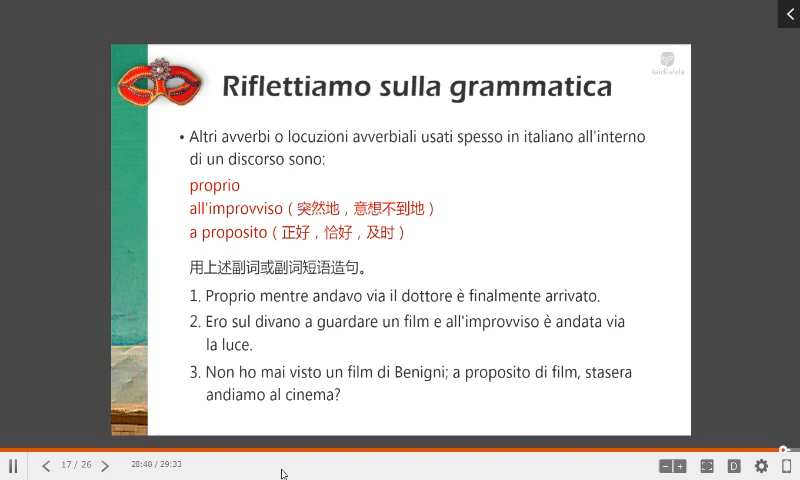 kaid!ialala
Riflettiamo sulla grammatica
• Altri avverbi o locuzioni avverbiali usati spesso in italiano all'interno
di un discorso sono:
proprio
all'improvviso（突然地，意想不到地）
a proposito（正好，恰好，及时）
用上述副词或副词短语造句。
1. Proprio mentre andavo via il dottore è finalmente arrivato.
2. Ero sul divano a guardare un film e all'improvviso è andata via
la luce.
3. Non ho mai visto un film di Benigni; a proposito di film, stasera
andiamo al cinema?
17 / 26
28:48 / 29:33
D